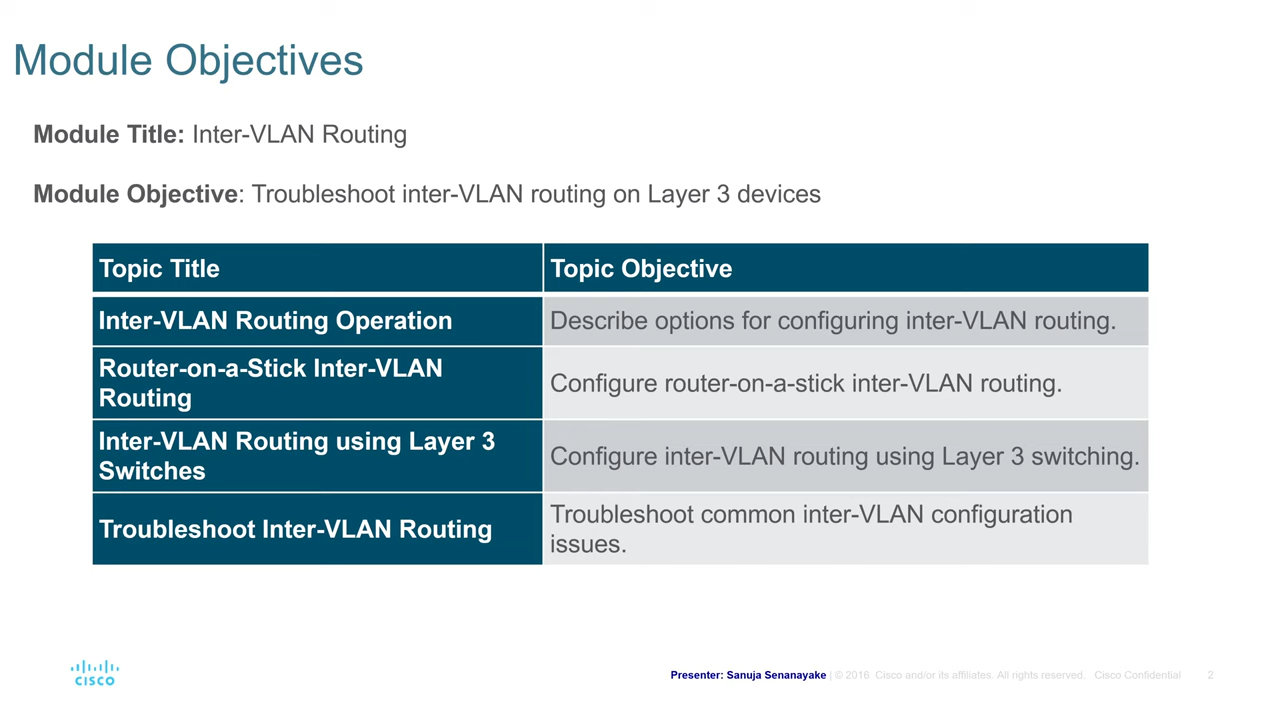 Module Objectives
Module Title: Inter-VLAN Routing
Module Objective: Troubleshoot inter-VLAN routing on Layer 3 devices
Topic Title
Topic Objective
Inter-VLAN Routing Operation
Describe options for configuring inter-VLAN routing.
Router-on-a-Stick Inter-VLAN
Routing
Configure router-on-a-stick inter-VLAN routing.
Inter-VLAN Routing using Layer 3
Switches
Configure inter-VLAN routing using Layer 3 switching.
Troubleshoot Inter-VLAN Routing
Troubleshoot common inter-VLAN configuration
issues.
CISCO
Presenter: Sanuja Senanayake | © 2016 Cisco and/or its affiliates. All rights reserved. Cisco Confidential 2